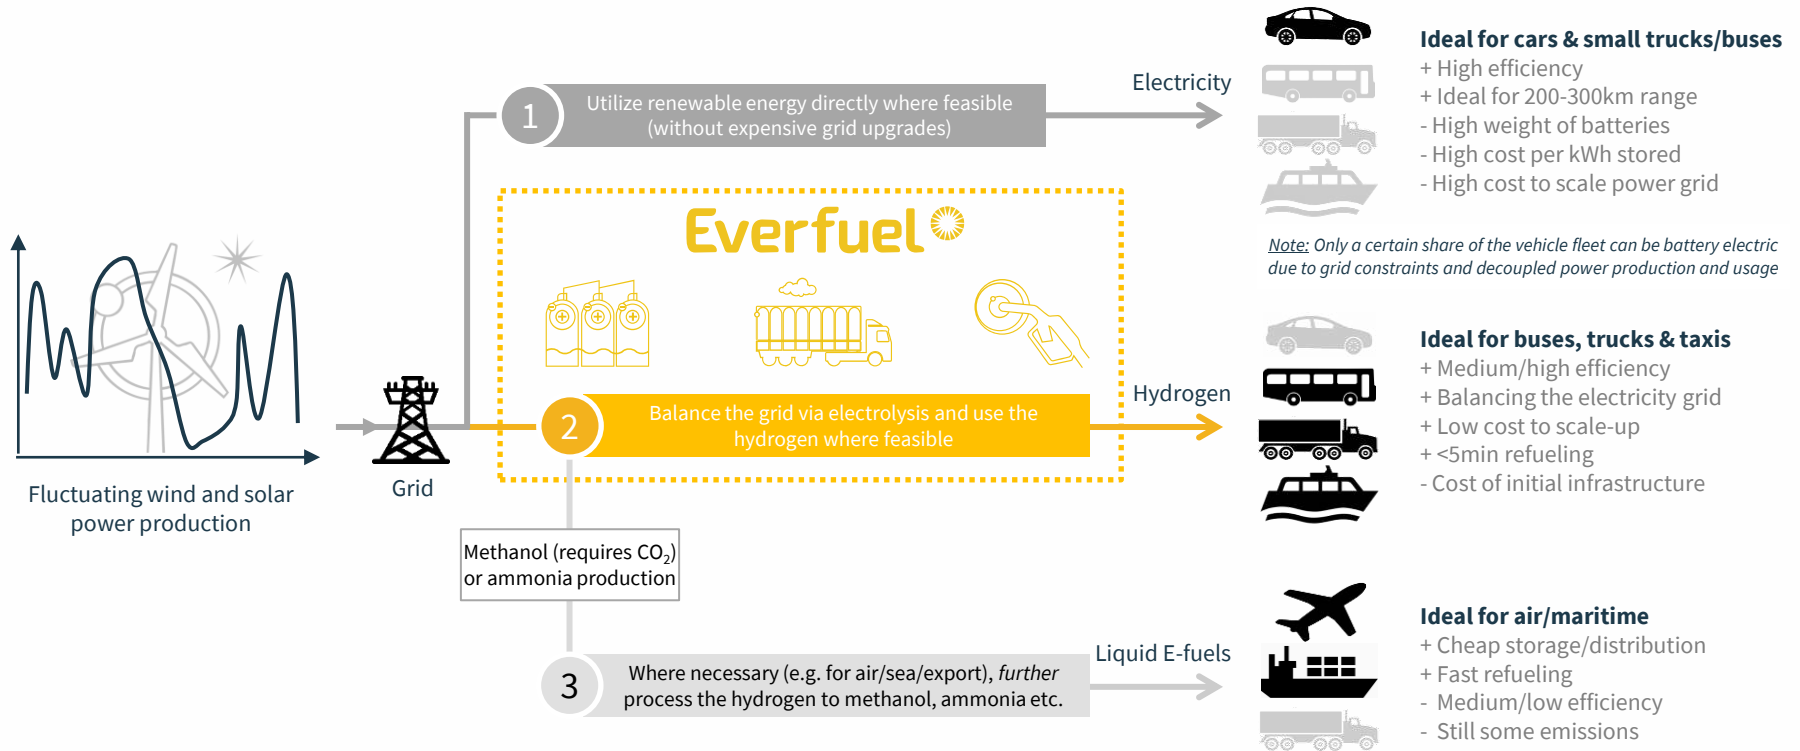 Electricity
1
Utilize renewable energy directly where feasible
(without expensive grid upgrades)
Ideal for cars & small trucks/buses
+ High efficiency
+ Ideal for 200-300km range
- High weight of batteries
- High cost per kWh stored
- High cost to scale power grid
Note: Only a certain share of the vehicle fleet can be battery electric
due to grid constraints and decoupled power production and usage
Everfuel
Fluctuating wind and solar
power production
Grid
2
Balance the grid via electrolysis and use the
hydrogen where feasible
Hydrogen
Ideal for buses, trucks & taxis
+ Medium/high efficiency
+ Balancing the electricity grid
+ Low cost to scale-up
+ <5min refueling
- Cost of initial infrastructure
Methanol (requires CO₂)
or ammonia production
3
Where necessary (e.g. for air/sea/export), further
process the hydrogen to methanol, ammonia etc.
Liquid E-fuels
Ideal for air/maritime
+ Cheap storage/distribution
+ Fast refueling
- Medium/low efficiency
- Still some emissions